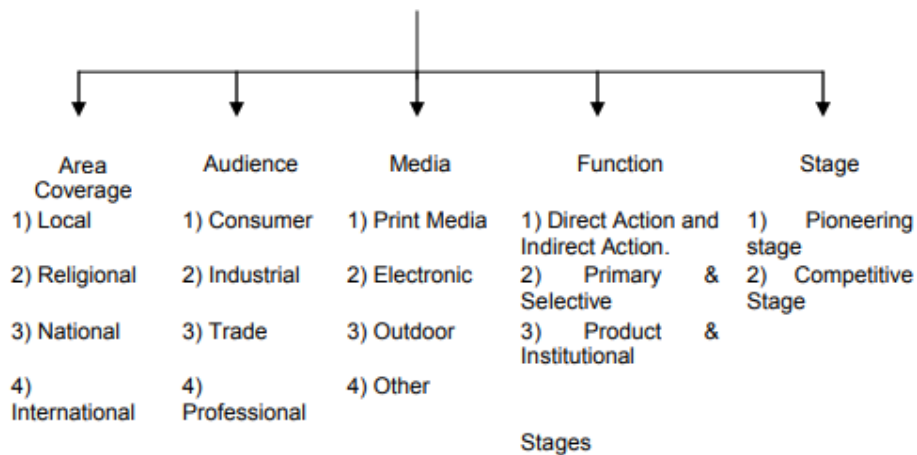 Area
Coverage
1) Local
2) Religional
3) National
4)
International
Audience
1) Consumer
2) Industrial
3) Trade
4)
Professional
Media
1) Print Media
2) Electronic
3) Outdoor
4) Other
Function
1) Direct Action and
Indirect Action.
2) Primary &
Selective
3) Product &
Institutional
Stages
Stage
1) Pioneering
stage
2) Competitive
Stage